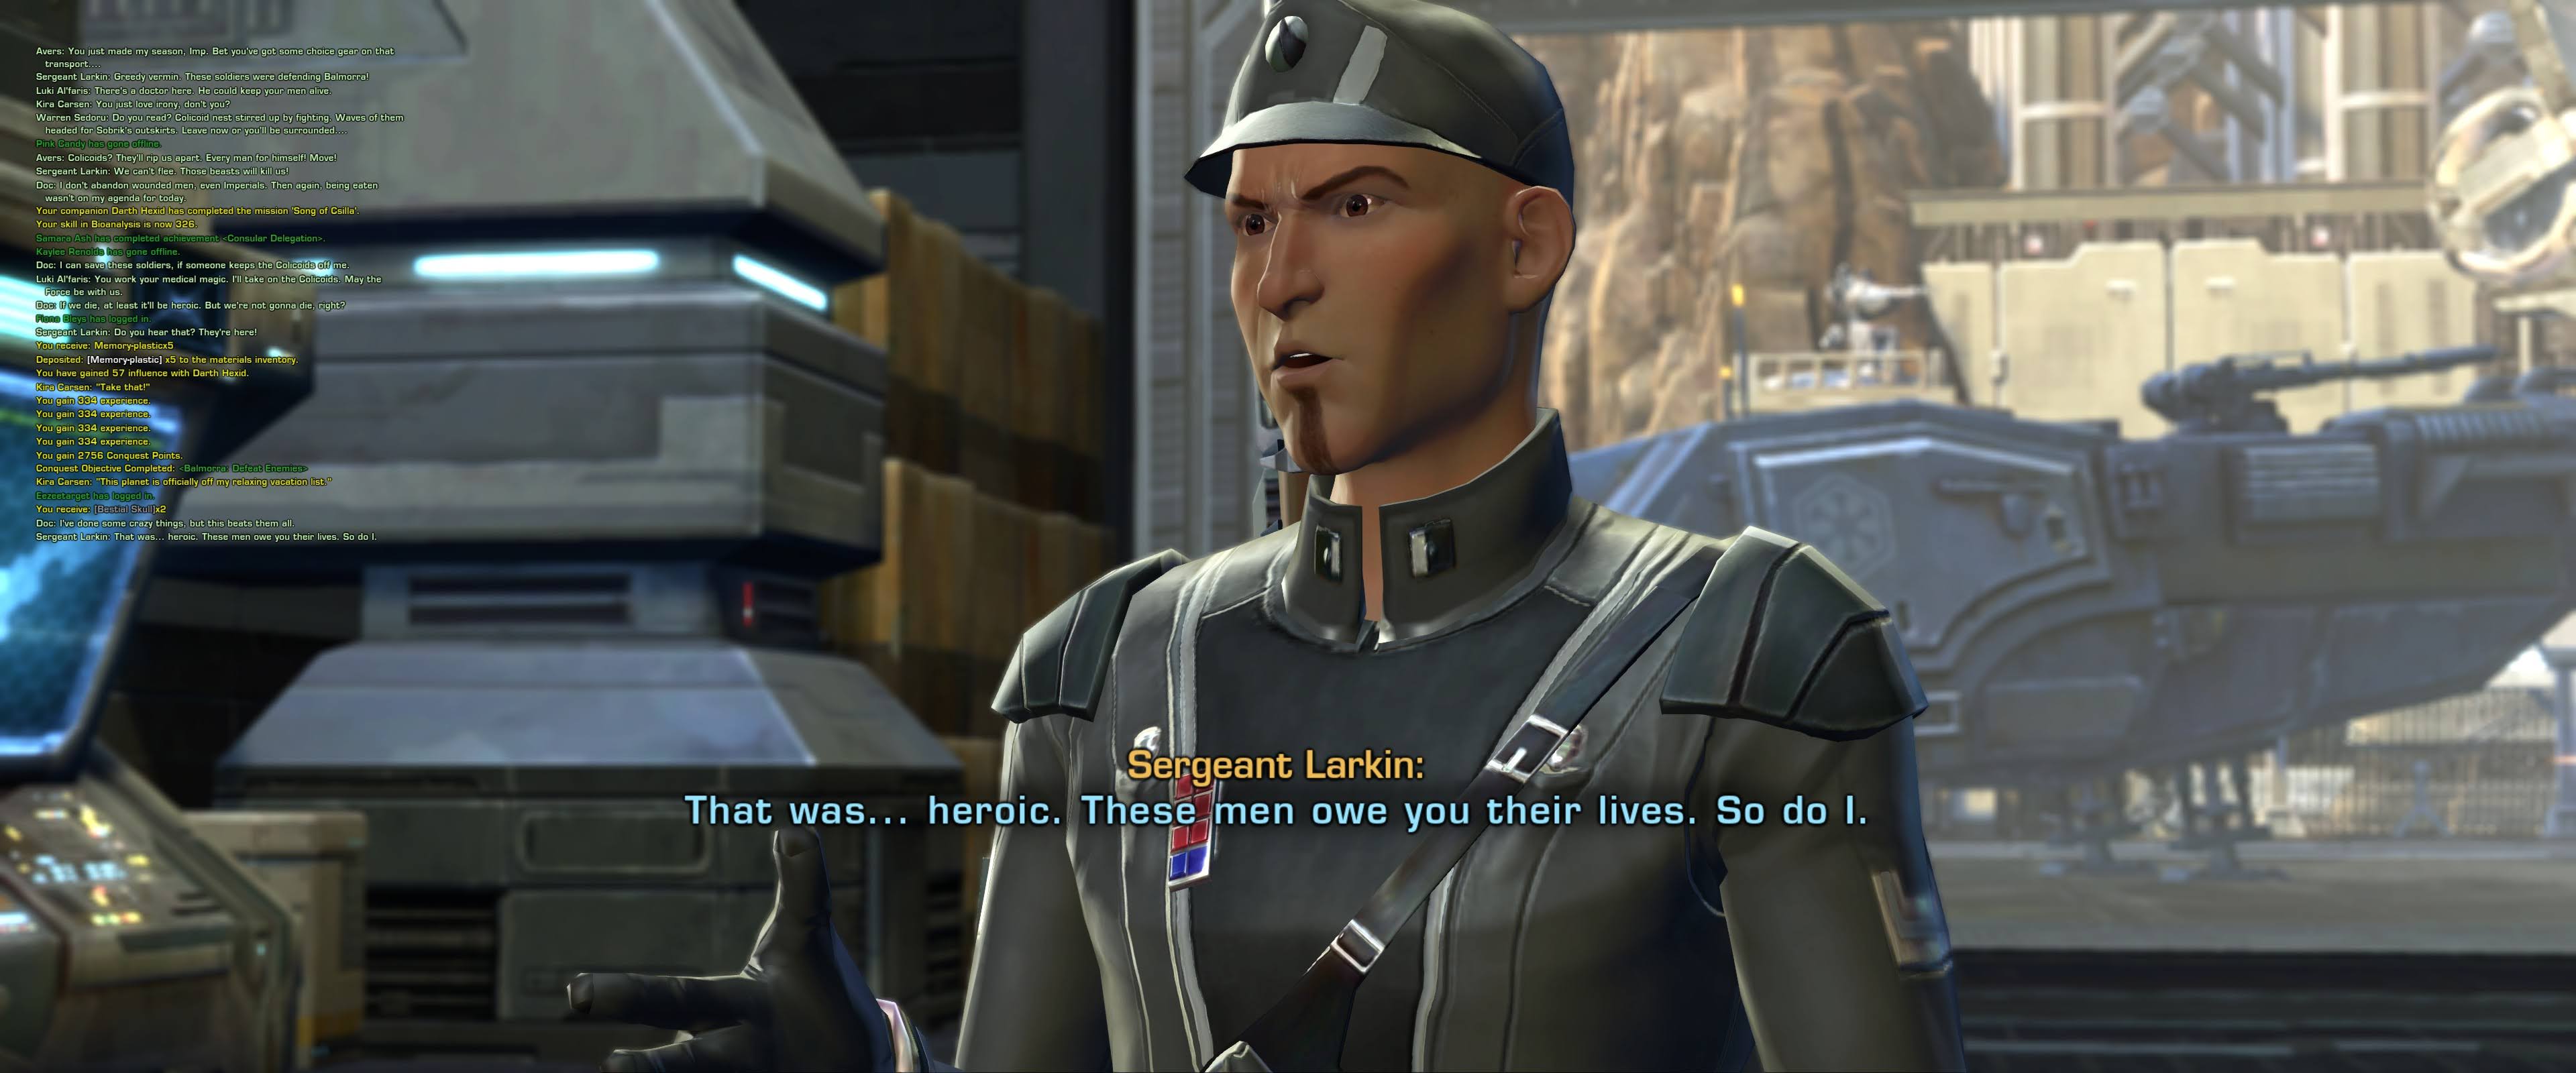 Avers: You just made my season, Imp. Bet you've got some choice gear on that
transport....
Sergeant Larkin: Greedy vermin. These soldiers were defending Balmorra!
Luki Al'faris: There's a doctor here. He could keep your men alive.
Kira Carsen: You just love irony, don't you?
Warren Sedoru: Do you read? Colicoid nest stirred up by fighting. Waves of them
headed for Sobrik's outskirts. Leave now or you'll be surrounded....
Pink Candy has gone offline.
Avers: Colicoids? They'll rip us apart. Every man for himself! Move!
Sergeant Larkin: We can't flee. Those beasts will kill us!
Doc: I don't abandon wounded men, even Imperials. Then again, being eaten
wasn't on my agenda for today.
Your companion Darth Hexid has completed the mission 'Song of Csilla'.
Your skill in Bioanalysis is now 326.
Samara Ash has completed achievement <Consular Delegation>.
Kaylee Renolds has gone offline.
Doc: I can save these soldiers, if someone keeps the Colicoids off me.
Luki Al'faris: You work your medical magic. I'll take on the Colicoids. May the
Force be with us.
Doc: If we die, at least it'll be heroic. But we're not gonna die, right?
Fiona Bleys has logged in.
Sergeant Larkin: Do you hear that? They're here!
You receive: Memory-plasticx5
Deposited: [Memory-plastic] x5 to the materials inventory.
You have gained 57 influence with Darth Hexid.
Kira Carsen: "Take that!"
You gain 334 experience.
You gain 334 experience.
You gain 334 experience.
You gain 334 experience.
You gain 2756 Conquest Points.
Conquest Objective Completed: <Balmorra: Defeat Enemies>
Kira Carsen: "This planet is officially off my relaxing vacation list."
Eezeetarget has logged in.
You receive: [Bestial Skull]x2
Doc: I've done some crazy things, but this beats them all.
Sergeant Larkin: That was... heroic. These men owe you their lives. So do I.
Sergeant Larkin:
That was... heroic. These men owe you their lives. So do I.